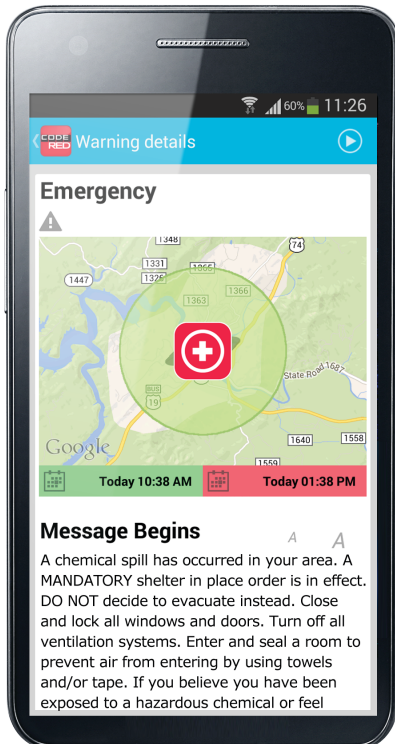 60% 11:26
CODE
RED
Warning details
Emergency
1348
74
1331
1447
1325
1365
1366
1363
State Road 1687
BUS
19
Google
1640
1558
1559
Today 10:38 AM
Today 01:38 PM
Message Begins
A A
A chemical spill has occurred in your area. A
MANDATORY shelter in place order is in effect.
DO NOT decide to evacuate instead. Close
and lock all windows and doors. Turn off all
ventilation systems. Enter and seal a room to
prevent air from entering by using towels
and/or tape. If you believe you have been
exposed to a hazardous chemical or feel